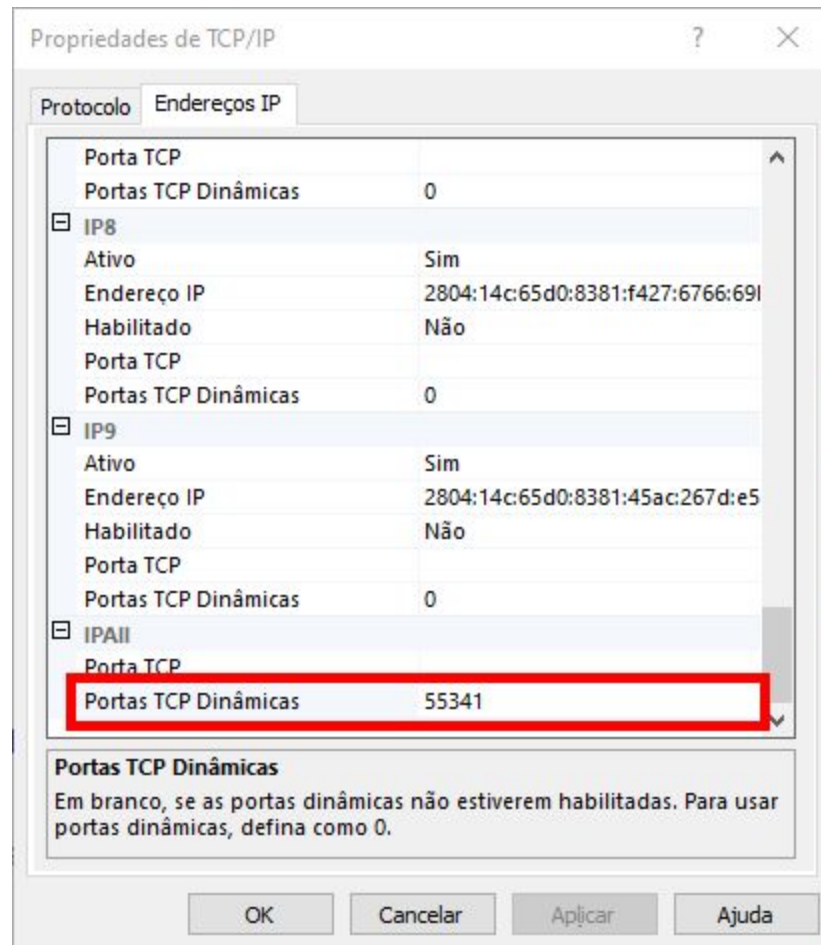 Propriedades de TCP/IP
Protocolo Endereços IP
Porta TCP
Portas TCP Dinâmicas 0
IP8
Ativo Sim
Endereço IP 2804:14c:65d0:8381:f427:6766:69
Habilitado Não
Porta TCP
Portas TCP Dinâmicas 0
IP9
Ativo Sim
Endereço IP 2804:14c:65d0:8381:45ac:267d:e5
Habilitado Não
Porta TCP
Portas TCP Dinâmicas 0
IPAll
Porta TCP
Portas TCP Dinâmicas 55341
Portas TCP Dinâmicas
Em branco, se as portas dinâmicas não estiverem habilitadas. Para usar
portas dinâmicas, defina como 0.
OK Cancelar Aplicar Ajuda